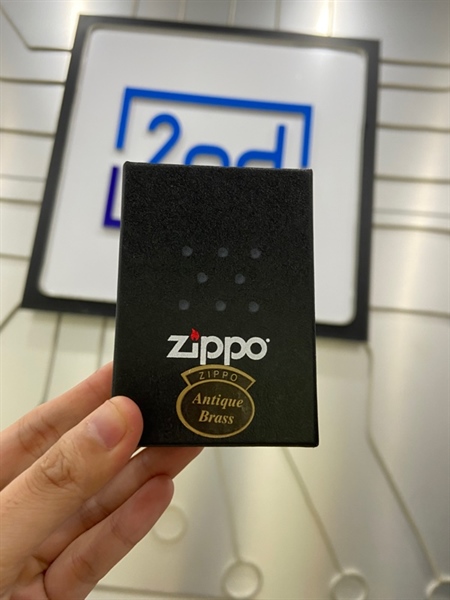 2nd
zippo
ZIPPO
Antique
Brass